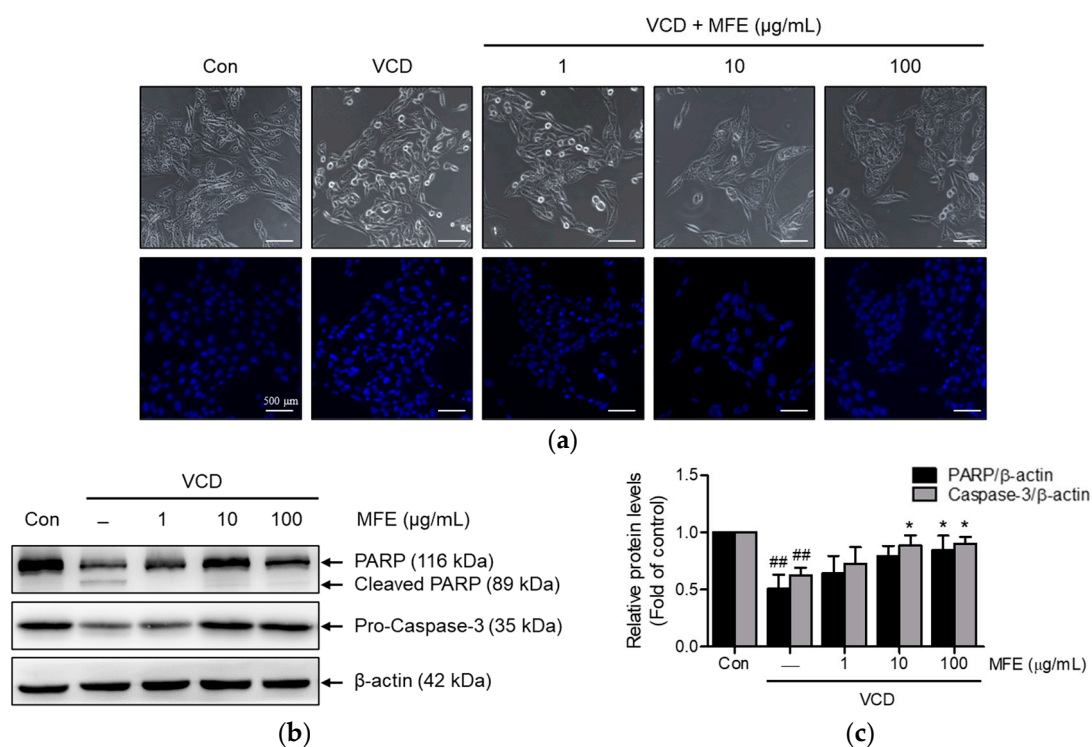 VCD + MFE (µg/mL)
Con VCD 1 10 100
500 µm
(a)
VCD
Con – 1 10 100 MFE (µg/mL)
PARP (116 kDa)
Cleaved PARP (89 kDa)
Pro-Caspase-3 (35 kDa)
β-actin (42 kDa)
(b)
PARP/β-actin
Caspase-3/β-actin
Relative protein levels
(Fold of control)
1.5
1.0
0.5
0.0
## ## * * *
Con — 1 10 100 MFE (µg/mL)
VCD
(c)